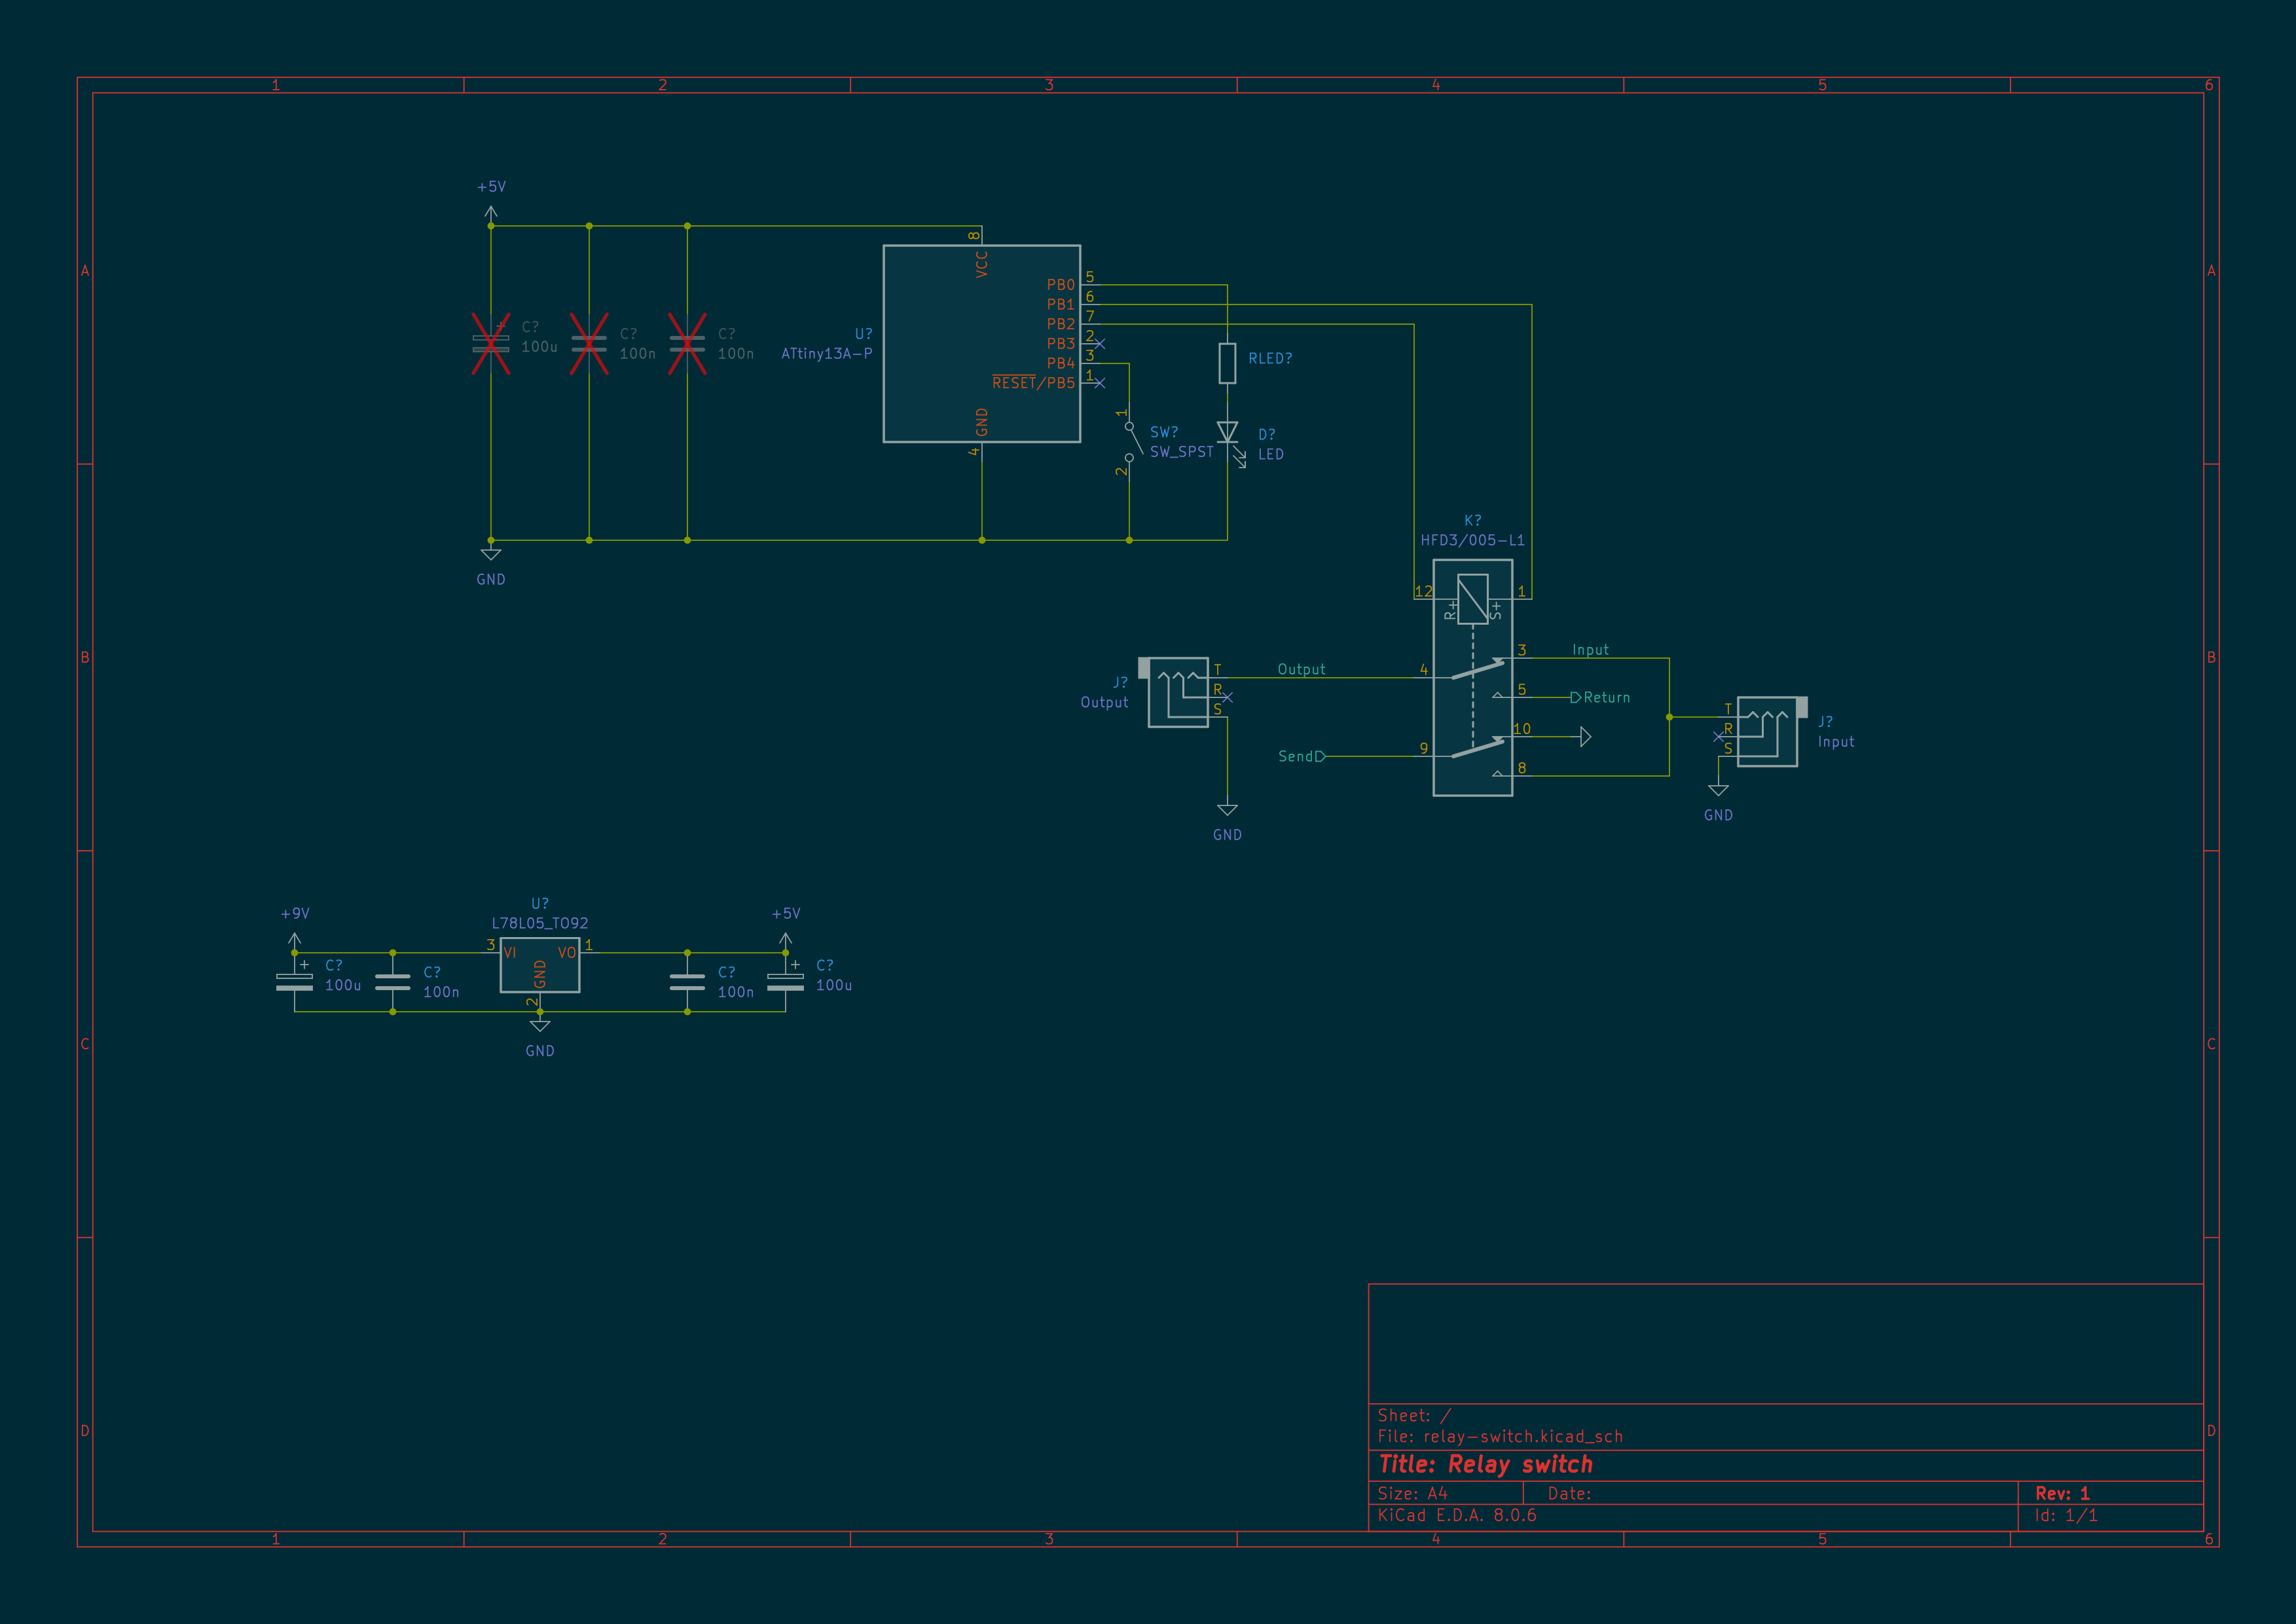 1 2 3 4 5 6
A A
B B
C C
D D
1 2 3 4 5 6
+5V
C?
100u
+
C?
100n
C?
100n
GND
U?
ATtiny13A-P
8
VCC
PB0 5
PB1 6
PB2 7
PB3 2
PB4 3
RESET/PB5 1
GND
4
1
SW?
SW_SPST
2
RLED?
D?
LED
K?
HFD3/005-L1
12 1
R+ S+
3 Input
4
5 Return
10
9
8
J?
Output
T
R
S
Output
Send
GND
T
R
S
J?
Input
GND
+9V
+
C?
100u
C?
100n
U?
L78L05_TO92
3 VI VO 1
GND
2
GND
C?
100n
+5V
+
C?
100u
Sheet: /
File: relay-switch.kicad_sch
Title: Relay switch
Size: A4 Date: Rev: 1
KiCad E.D.A. 8.0.6 Id: 1/1